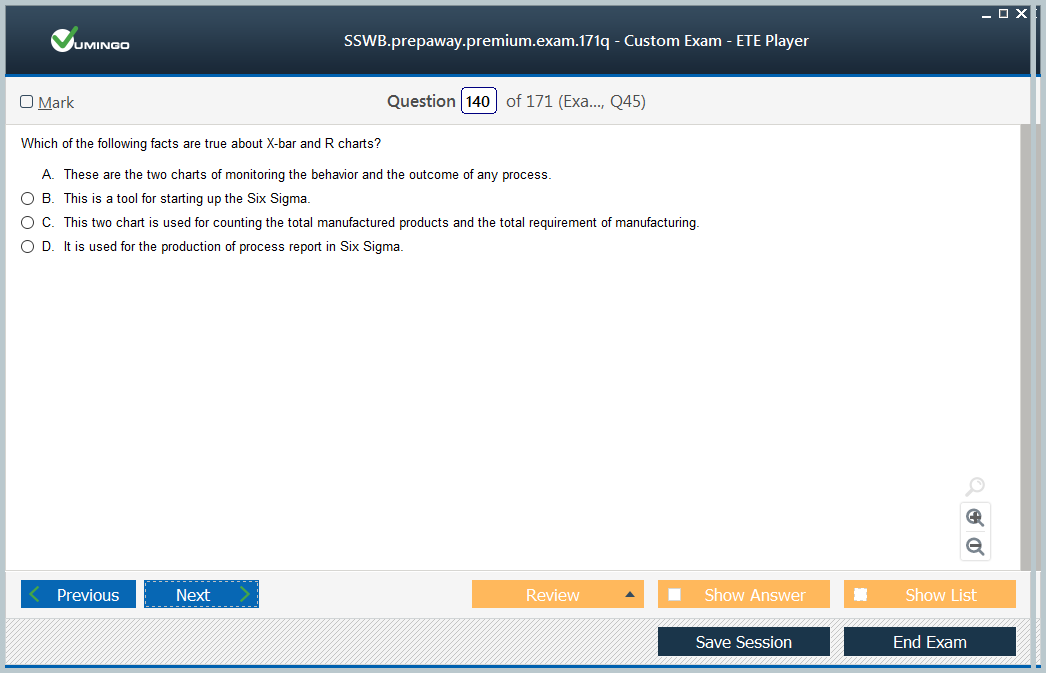 VUMINGO
SSWB.prepaway.premium.exam.171q - Custom Exam - ETE Player
Mark
Question 140 of 171 (Exa..., Q45)
Which of the following facts are true about X-bar and R charts?
A. These are the two charts of monitoring the behavior and the outcome of any process.
B. This is a tool for starting up the Six Sigma.
C. This two chart is used for counting the total manufactured products and the total requirement of manufacturing.
D. It is used for the production of process report in Six Sigma.
Previous Next Review Show Answer Show List
Save Session End Exam